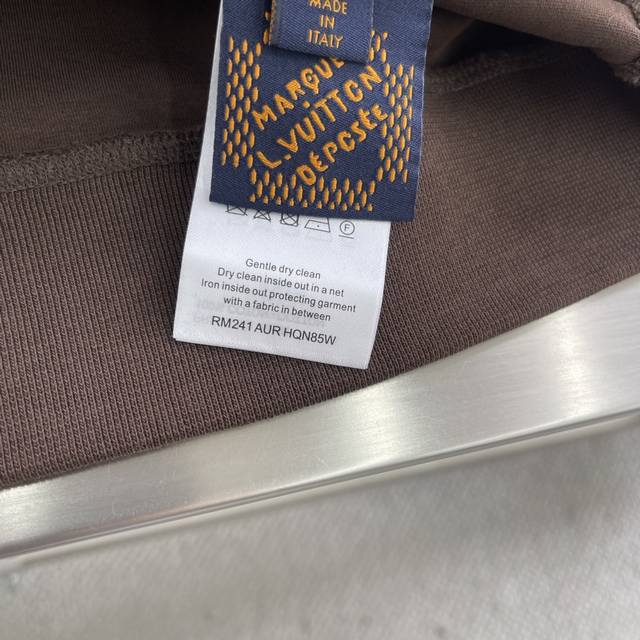 MADE
IN
ITALY
MARQUE
L.VUITTON
DÉPOSÉE
F
Gentle dry clean
Dry clean inside out in a net
Iron inside out protecting garment
with a fabric in between
RM241 AUR HQN85W